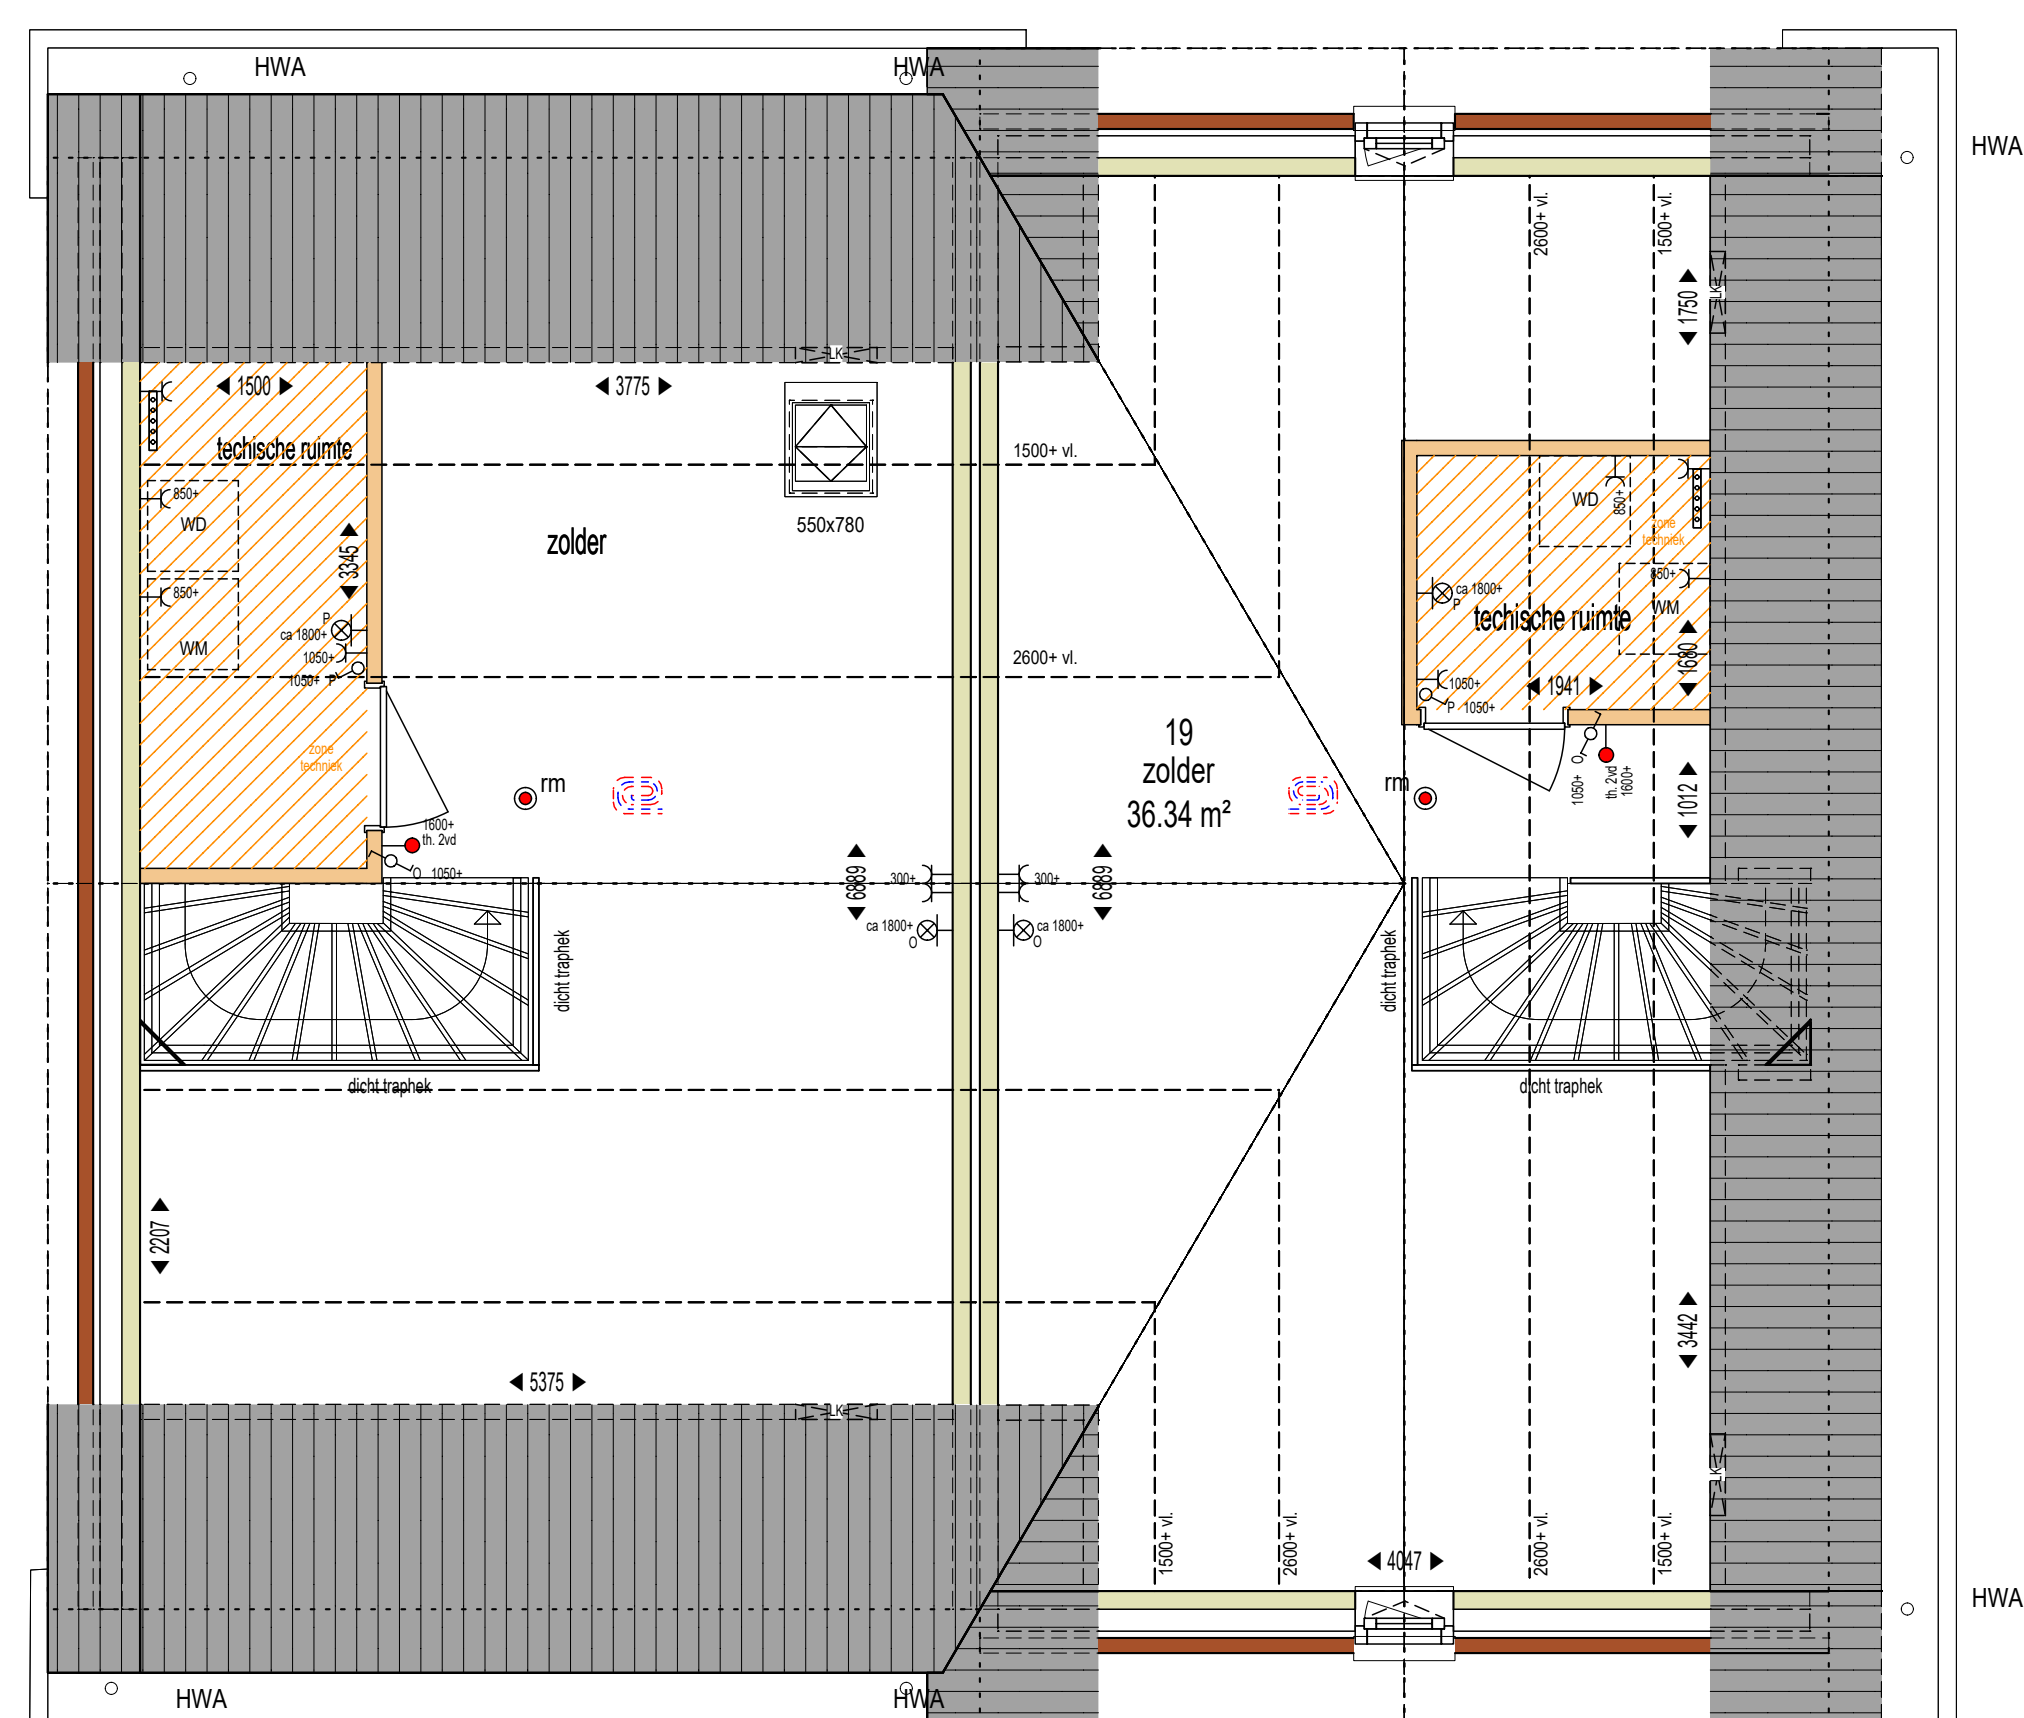 HWA
HWA
HWA
2600+ vl.
1500+ vl.
1750
LK
LK
1500
3775
techische ruimte
1500+ vl.
850+
WD
550x780
zolder
3345
850+
WM
P
ca 1800+
1050+
1050+ P
2600+ vl.
WD
850+
zone
techniek
850+
WM
ca 1800+
P
techische ruimte
1680
1941
1050+
P 1050+
zone
techniek
19
zolder
36.34 m²
rm
rm
1600+
th. 2vd
O 1050+
1050+ O
th. 2vd
1600+
1012
6889
300+
300+
6889
ca 1800+
O
ca 1800+
O
dicht traphek
dicht traphek
dicht traphek
dicht traphek
2207
5375
LK
3442
LK
1500+ vl.
2600+ vl.
4047
2600+ vl.
1500+ vl.
HWA
HWA
HWA